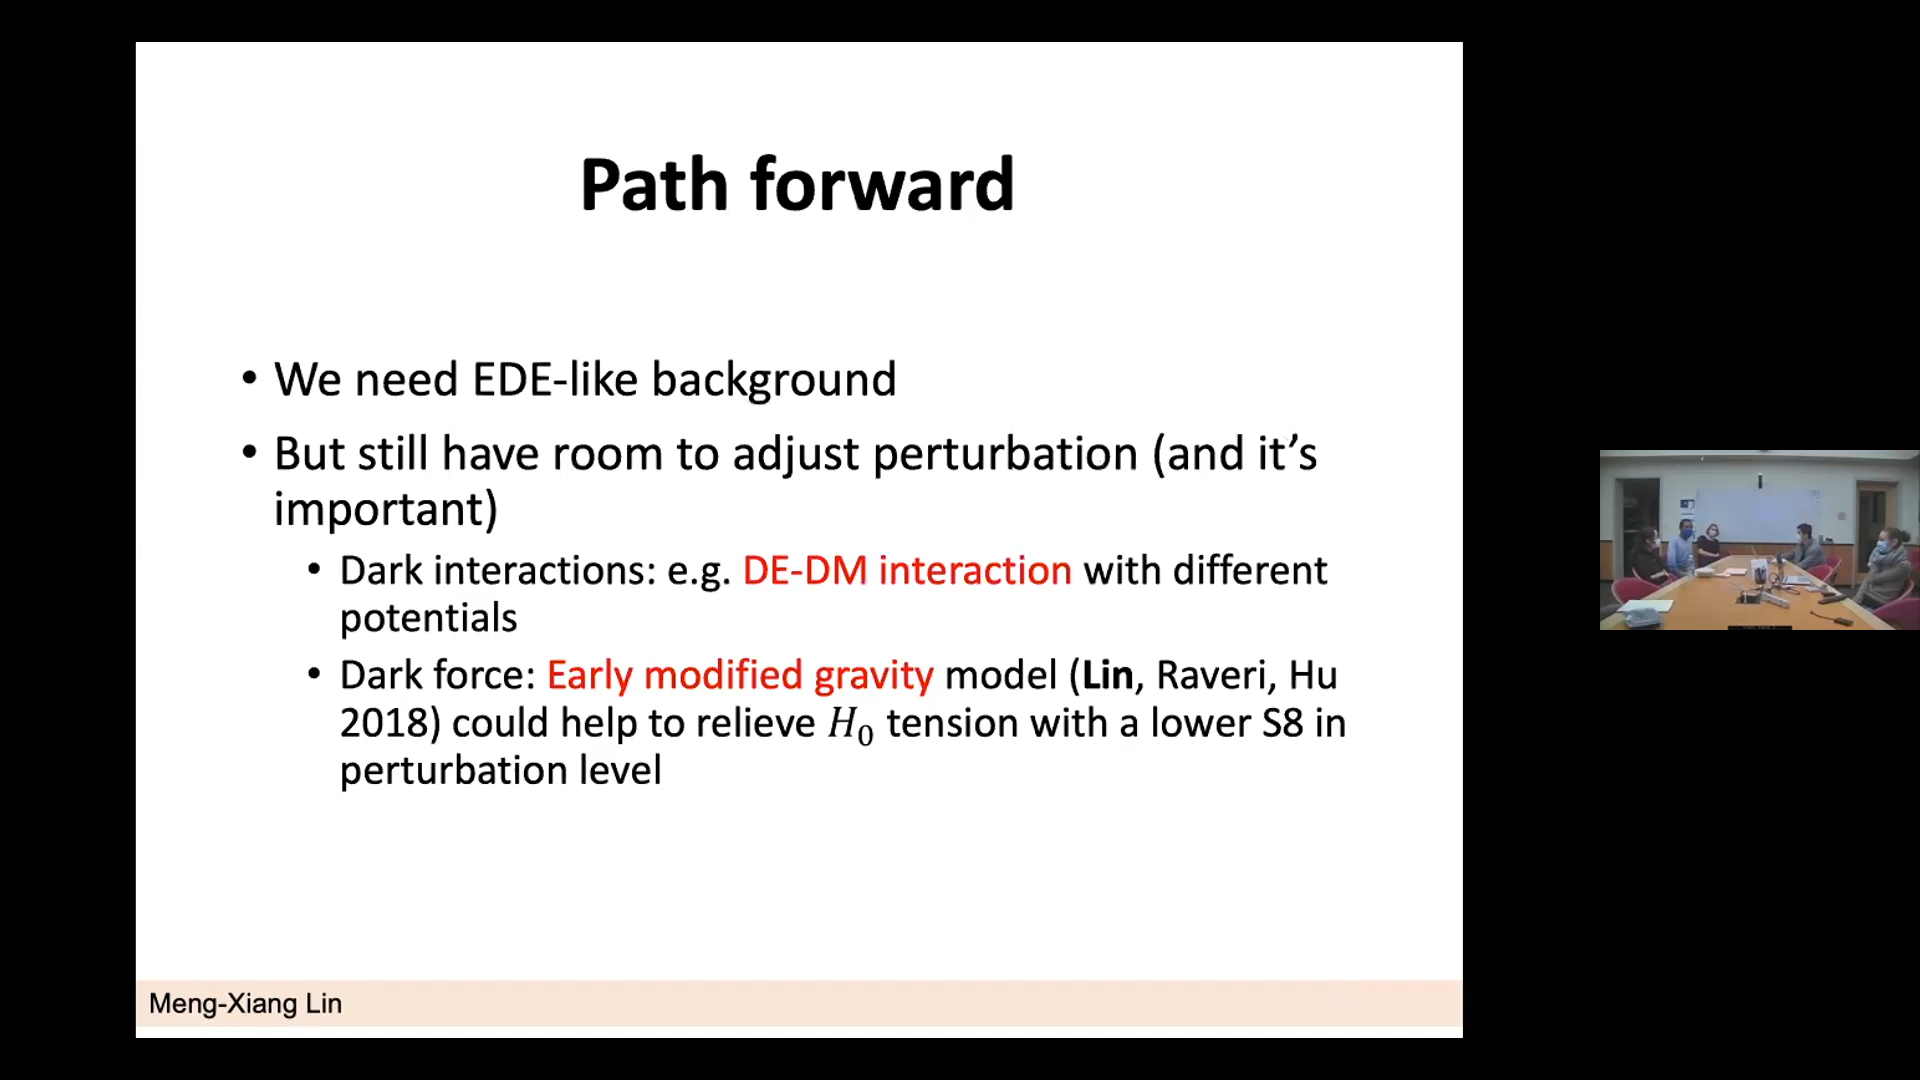 Path forward
• We need EDE-like background
• But still have room to adjust perturbation (and it’s
important)
• Dark interactions: e.g. DE-DM interaction with different
potentials
• Dark force: Early modified gravity model (Lin, Raveri, Hu
2018) could help to relieve H₀ tension with a lower S8 in
perturbation level
Meng-Xiang Lin